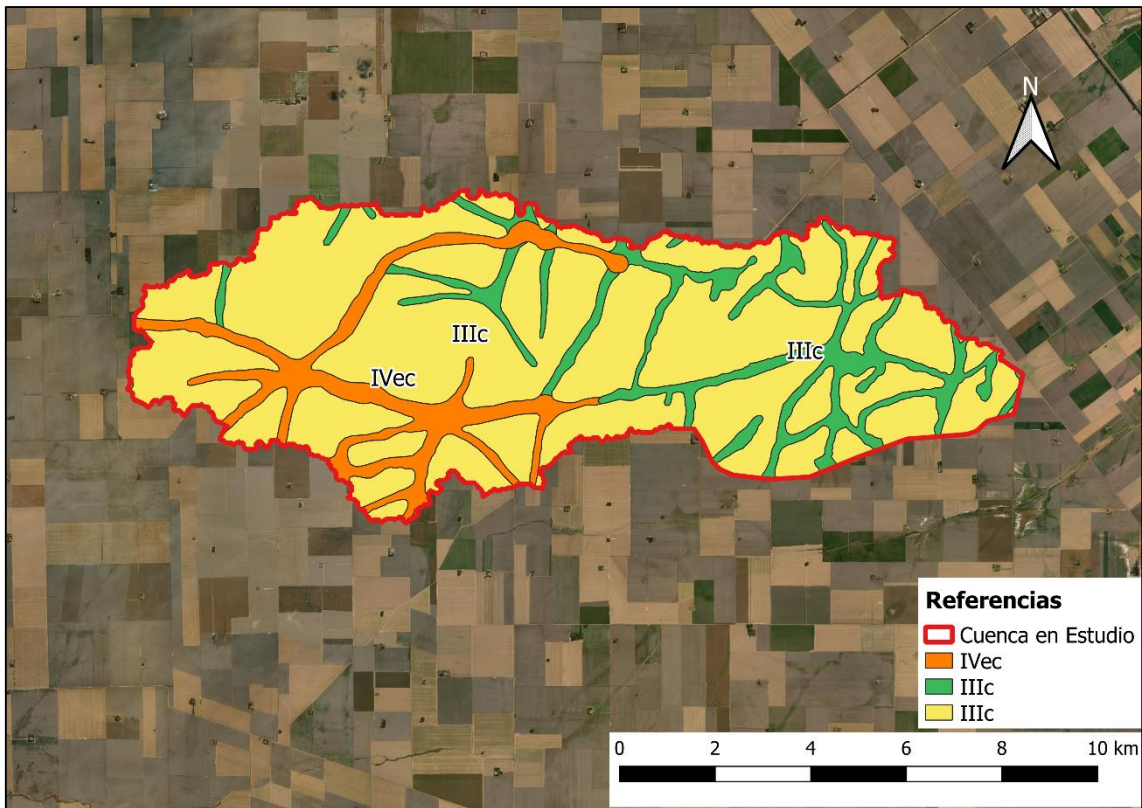 N
IIIc
IIIc
IVec
Referencias
Cuenca en Estudio
IVec
IIIc
IIIc
0 2 4 6 8 10 km